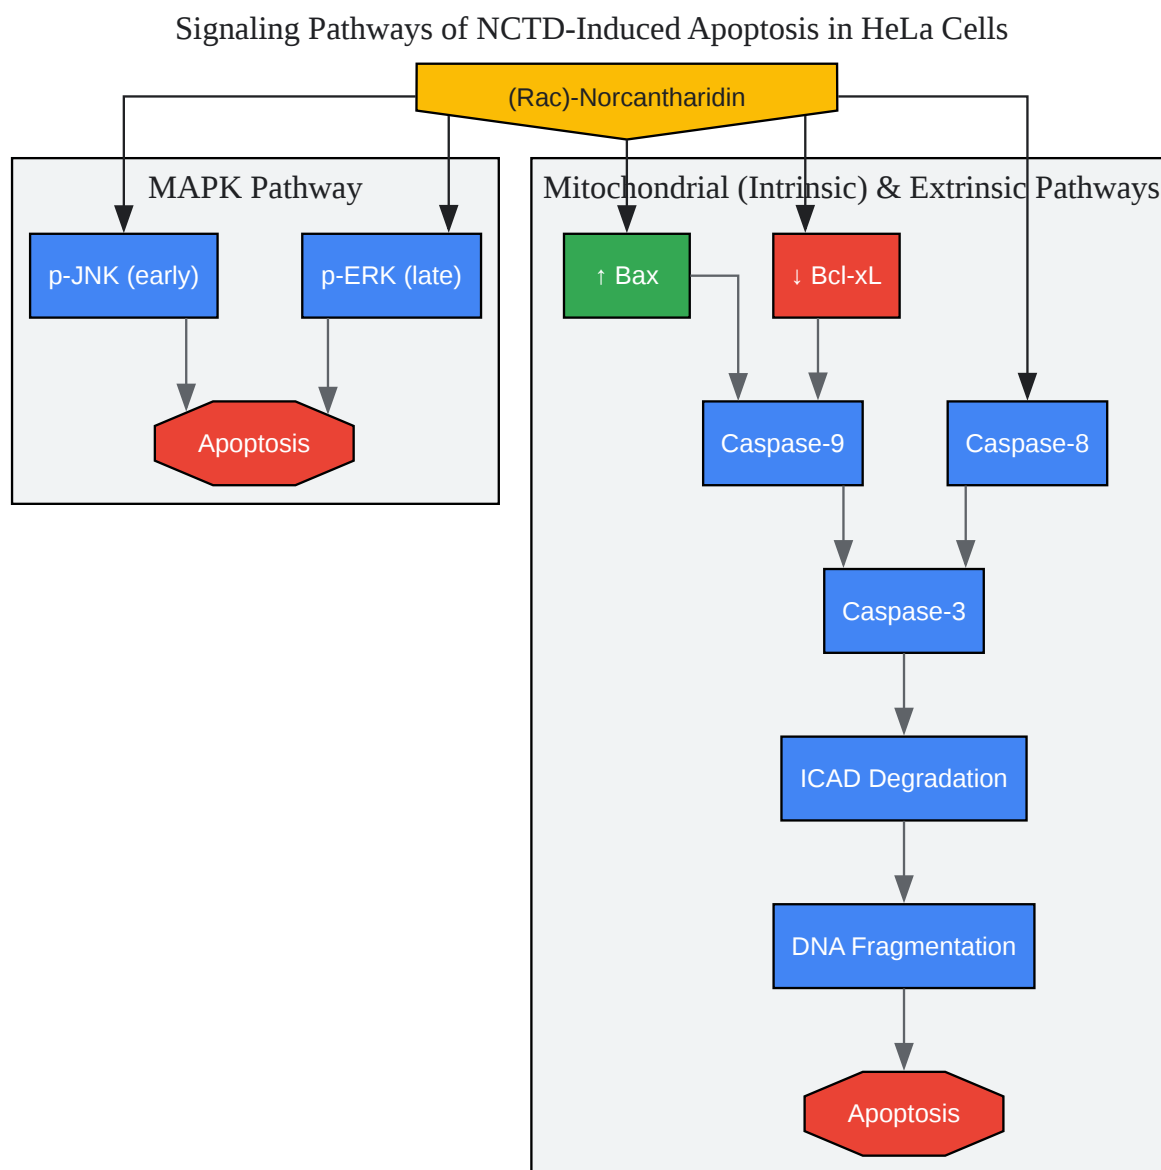 Signaling Pathways of NCTD-Induced Apoptosis in HeLa Cells
(Rac)-Norcantharidin
MAPK Pathway
p-JNK (early)
p-ERK (late)
Apoptosis
Mitochondrial (Intrinsic) & Extrinsic Pathways
↑ Bax
↓ Bcl-xL
Caspase-9
Caspase-8
Caspase-3
ICAD Degradation
DNA Fragmentation
Apoptosis